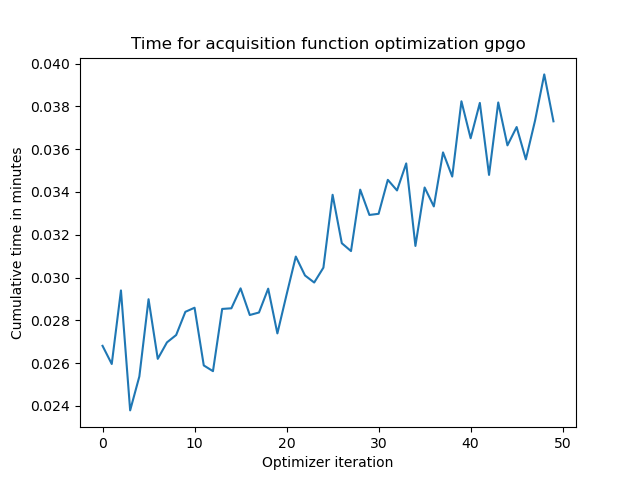 Time for acquisition function optimization gpgo
0.040
0.038
0.036
0.034
0.032
0.030
0.028
0.026
0.024
Cumulative time in minutes
0 10 20 30 40 50
Optimizer iteration